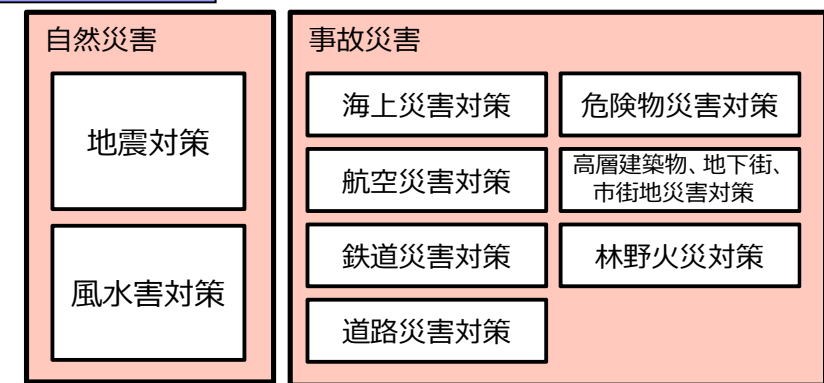 自然災害
地震対策
風水害対策
事故災害
海上災害対策
危険物災害対策
航空災害対策
高層建築物、地下街、
市街地災害対策
鉄道災害対策
林野火災対策
道路災害対策